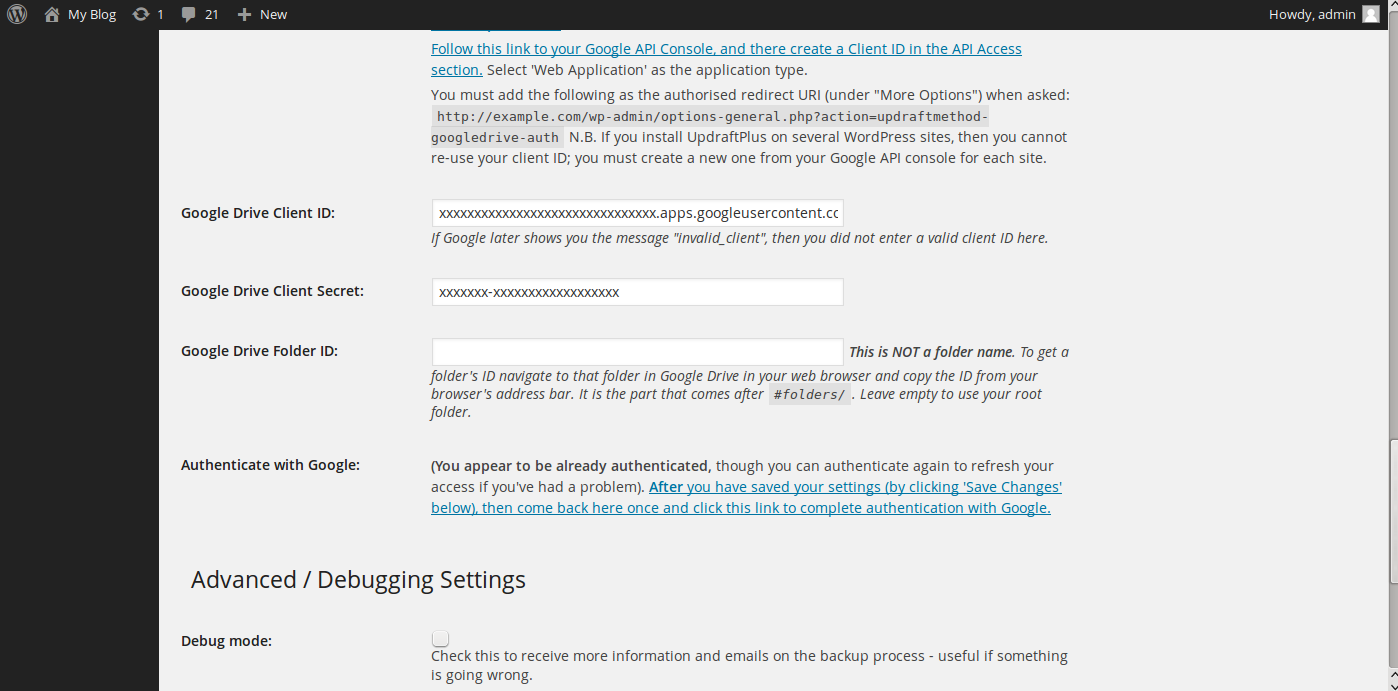 My Blog 1 21 New Howdy, admin
Follow this link to your Google API Console, and there create a Client ID in the API Access
section. Select 'Web Application' as the application type.
You must add the following as the authorised redirect URI (under "More Options") when asked:
http://example.com/wp-admin/options-general.php?action=updraftmethod-
googledrive-auth N.B. If you install UpdraftPlus on several WordPress sites, then you cannot
re-use your client ID; you must create a new one from your Google API console for each site.
Google Drive Client ID: xxxxxxxxxxxxxxxxxxxxxxxxxxxxxxx.apps.googleusercontent.cc
If Google later shows you the message "invalid_client", then you did not enter a valid client ID here.
Google Drive Client Secret: xxxxxxx-xxxxxxxxxxxxxxxxxx
Google Drive Folder ID: This is NOT a folder name. To get a
folder's ID navigate to that folder in Google Drive in your web browser and copy the ID from your
browser's address bar. It is the part that comes after #folders/ . Leave empty to use your root
folder.
Authenticate with Google: (You appear to be already authenticated, though you can authenticate again to refresh your
access if you've had a problem). After you have saved your settings (by clicking 'Save Changes'
below), then come back here once and click this link to complete authentication with Google.
Advanced / Debugging Settings
Debug mode:
Check this to receive more information and emails on the backup process - useful if something
is going wrong.